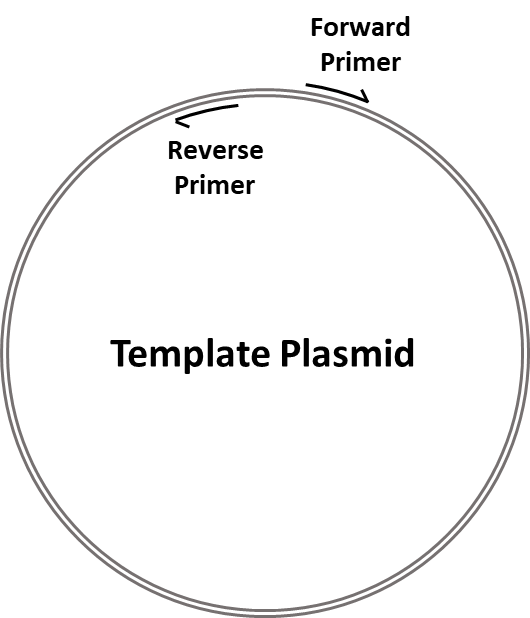 Forward
Primer
Reverse
Primer
Template Plasmid